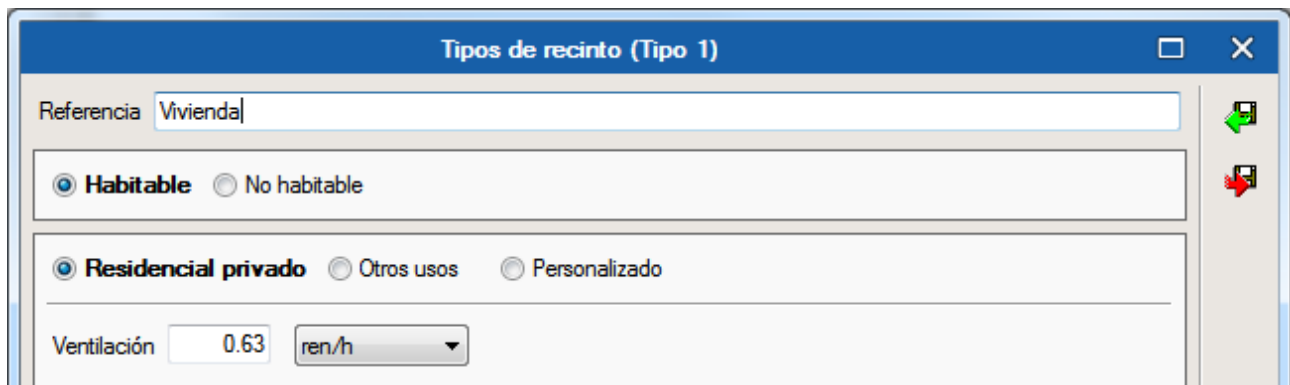 Tipos de recinto (Tipo 1)
Referencia Vivienda
Habitable No habitable
Residencial privado Otros usos Personalizado
Ventilación 0.63 ren/h